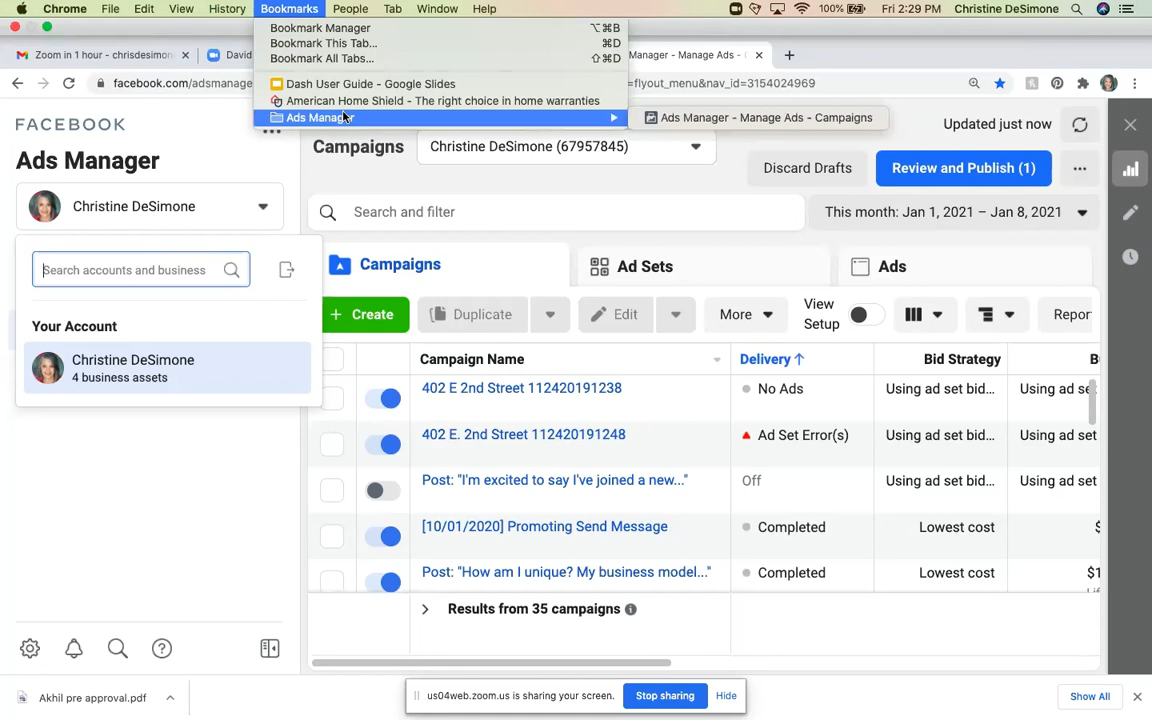 Chrome File Edit View History Bookmarks People Tab Window Help 100% Fri 2:29 PM Christine DeSimone
Bookmark Manager ⌥⌘B
Bookmark This Tab... ⌘D
Bookmark All Tabs... ⇧⌘D
Dash User Guide - Google Slides
American Home Shield - The right choice in home warranties
Ads Manager
Ads Manager - Manage Ads - Campaigns
Zoom in 1 hour - chrisdesimon
David
Manager - Manage Ads -
facebook.com/adsmanage
=flyout_menu&nav_id=3154024969
FACEBOOK
Ads Manager
Christine DeSimone
Search accounts and business
Your Account
Christine DeSimone
4 business assets
Campaigns
Christine DeSimone (67957845)
Updated just now
Discard Drafts
Review and Publish (1)
Search and filter
This month: Jan 1, 2021 – Jan 8, 2021
Campaigns
Ad Sets
Ads
+ Create
Duplicate
Edit
More
View
Setup
Repor
Campaign Name Delivery ↑ Bid Strategy B
402 E 2nd Street 112420191238 No Ads Using ad set bid... Using ad se
402 E. 2nd Street 112420191248 Ad Set Error(s) Using ad set bid... Using ad set
Post: "I'm excited to say I've joined a new..." Off Using ad set bid... Using ad set
[10/01/2020] Promoting Send Message Completed Lowest cost $
Post: "How am I unique? My business model..." Completed Lowest cost $1
Results from 35 campaigns
Akhil pre approval.pdf
us04web.zoom.us is sharing your screen.
Stop sharing
Hide
Show All